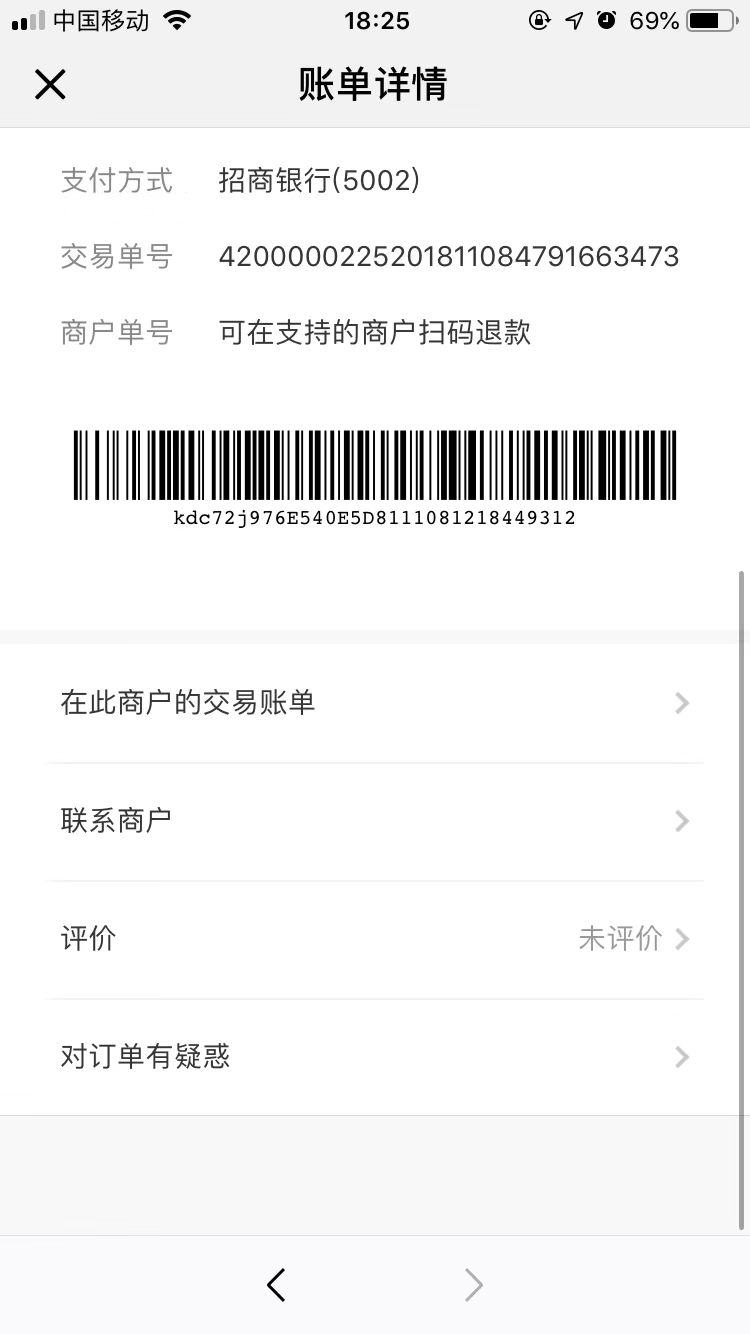 中国移动 18:25 69%
账单详情
支付方式 招商银行(5002)
交易单号 4200000225201811084791663473
商户单号 可在支持的商户扫码退款
kdc72j976E540E5D8111081218449312
在此商户的交易账单
联系商户
评价 未评价
对订单有疑惑